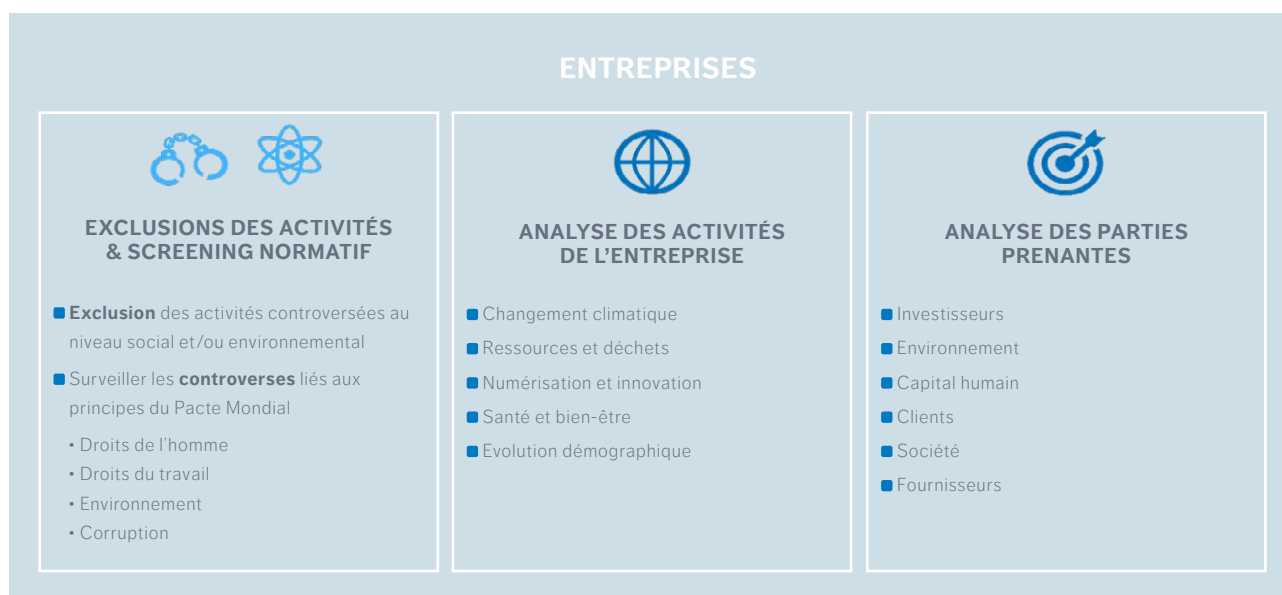 ENTREPRISES
EXCLUSIONS DES ACTIVITÉS
& SCREENING NORMATIF
■ Exclusion des activités controversées au
niveau social et/ou environnemental
■ Surveiller les controverses liés aux
principes du Pacte Mondial
• Droits de l'homme
• Droits du travail
• Environnement
• Corruption
ANALYSE DES ACTIVITÉS
DE L'ENTREPRISE
■ Changement climatique
■ Ressources et déchets
■ Numérisation et innovation
■ Santé et bien-être
■ Evolution démographique
ANALYSE DES PARTIES
PRENANTES
■ Investisseurs
■ Environnement
■ Capital humain
■ Clients
■ Société
■ Fournisseurs